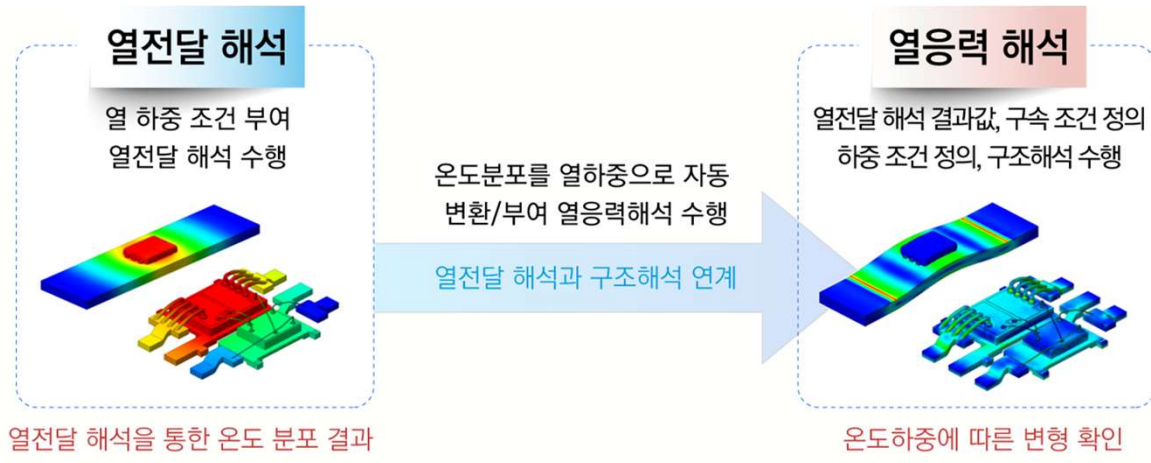 열전달 해석
열 하중 조건 부여
열전달 해석 수행
열전달 해석을 통한 온도 분포 결과
온도분포를 열하중으로 자동
변환/부여 열응력해석 수행
열전달 해석과 구조해석 연계
열응력 해석
열전달 해석 결과값, 구속 조건 정의
하중 조건 정의, 구조해석 수행
온도하중에 따른 변형 확인